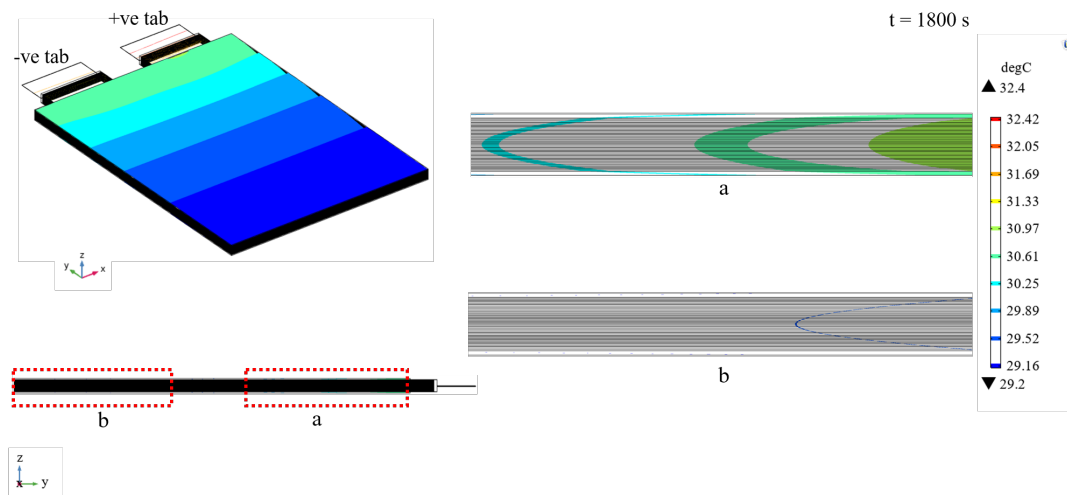 +ve tab
-ve tab
t = 1800 s
degC
32.4
32.42
32.05
31.69
31.33
30.97
30.61
30.25
29.89
29.52
29.16
29.2
a
b
z
y
x
b
a
z
x
y